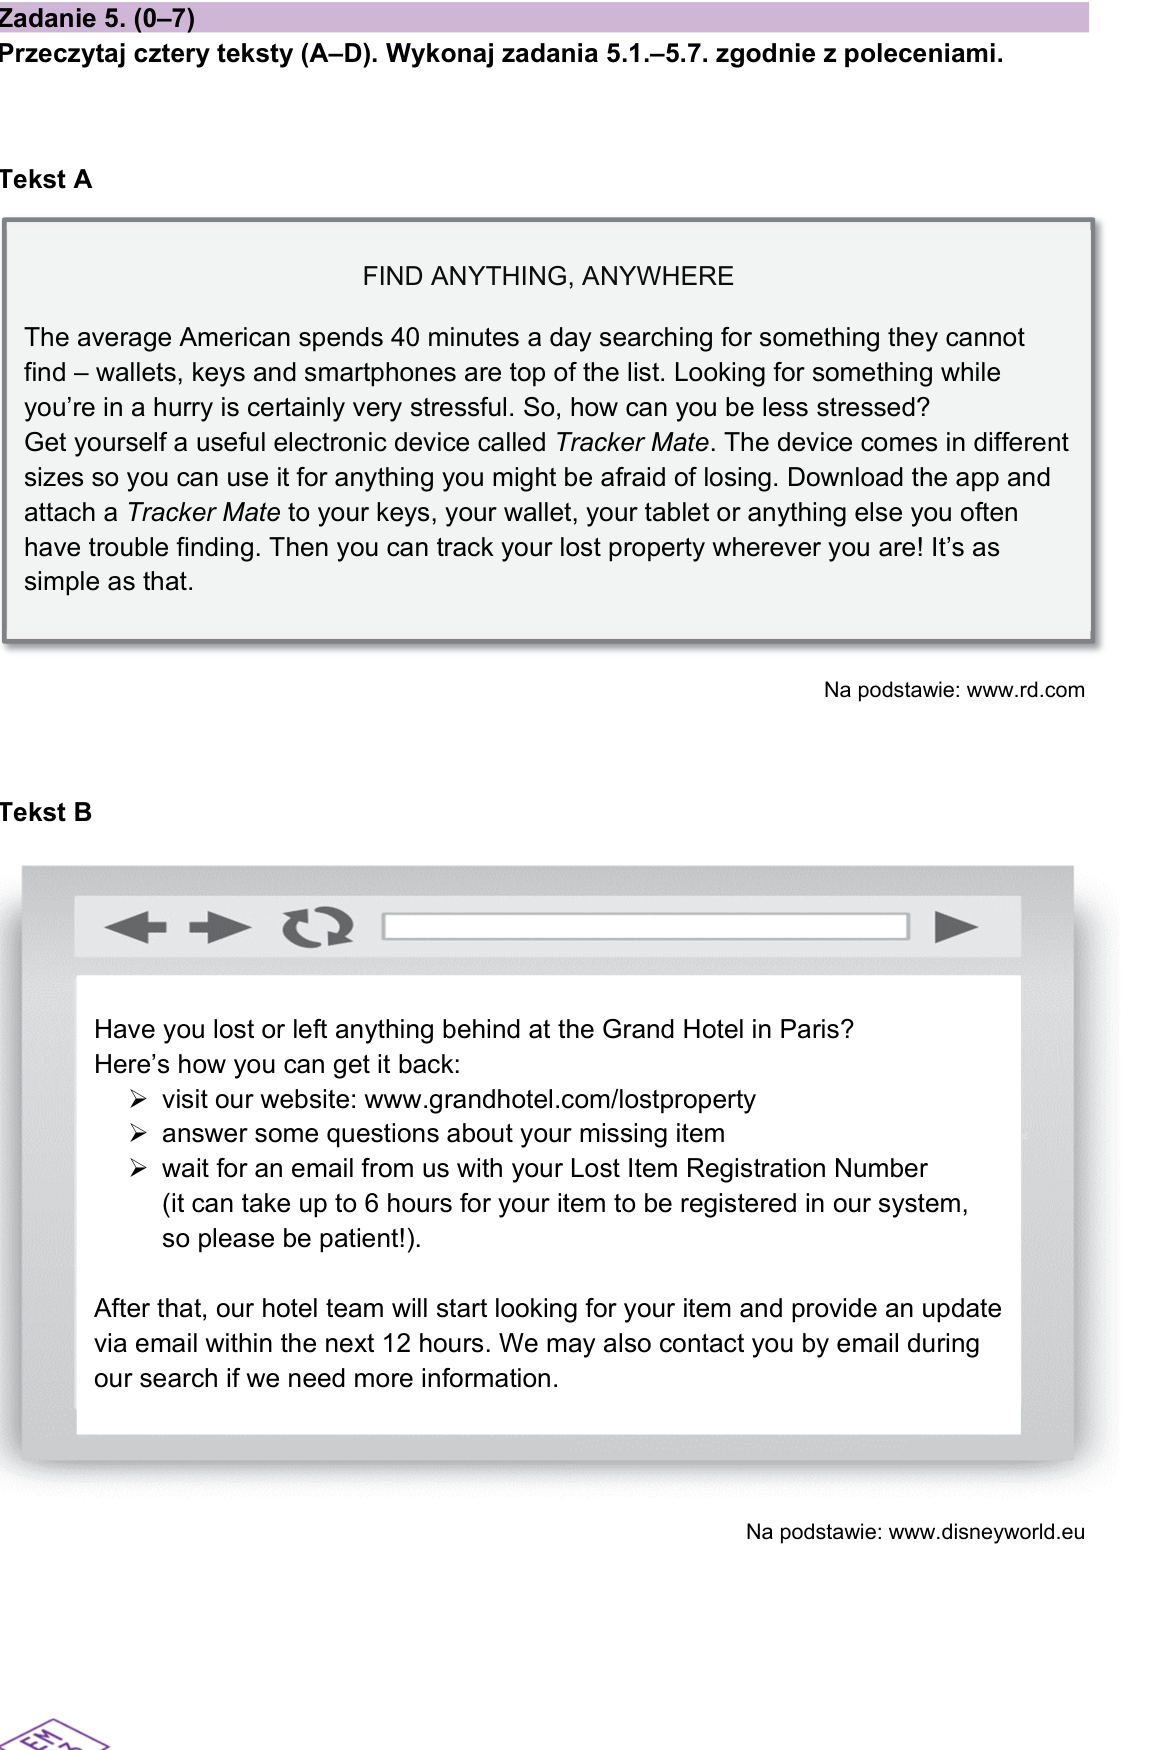 Zadanie 5. (0–7)
Przeczytaj cztery teksty (A–D). Wykonaj zadania 5.1.–5.7. zgodnie z poleceniami.
Tekst A
FIND ANYTHING, ANYWHERE
The average American spends 40 minutes a day searching for something they cannot
find – wallets, keys and smartphones are top of the list. Looking for something while
you’re in a hurry is certainly very stressful. So, how can you be less stressed?
Get yourself a useful electronic device called Tracker Mate. The device comes in different
sizes so you can use it for anything you might be afraid of losing. Download the app and
attach a Tracker Mate to your keys, your wallet, your tablet or anything else you often
have trouble finding. Then you can track your lost property wherever you are! It’s as
simple as that.
Na podstawie: www.rd.com
Tekst B
Have you lost or left anything behind at the Grand Hotel in Paris?
Here’s how you can get it back:
➢ visit our website: www.grandhotel.com/lostproperty
➢ answer some questions about your missing item
➢ wait for an email from us with your Lost Item Registration Number
(it can take up to 6 hours for your item to be registered in our system,
so please be patient!).
After that, our hotel team will start looking for your item and provide an update
via email within the next 12 hours. We may also contact you by email during
our search if we need more information.
Na podstawie: www.disneyworld.eu